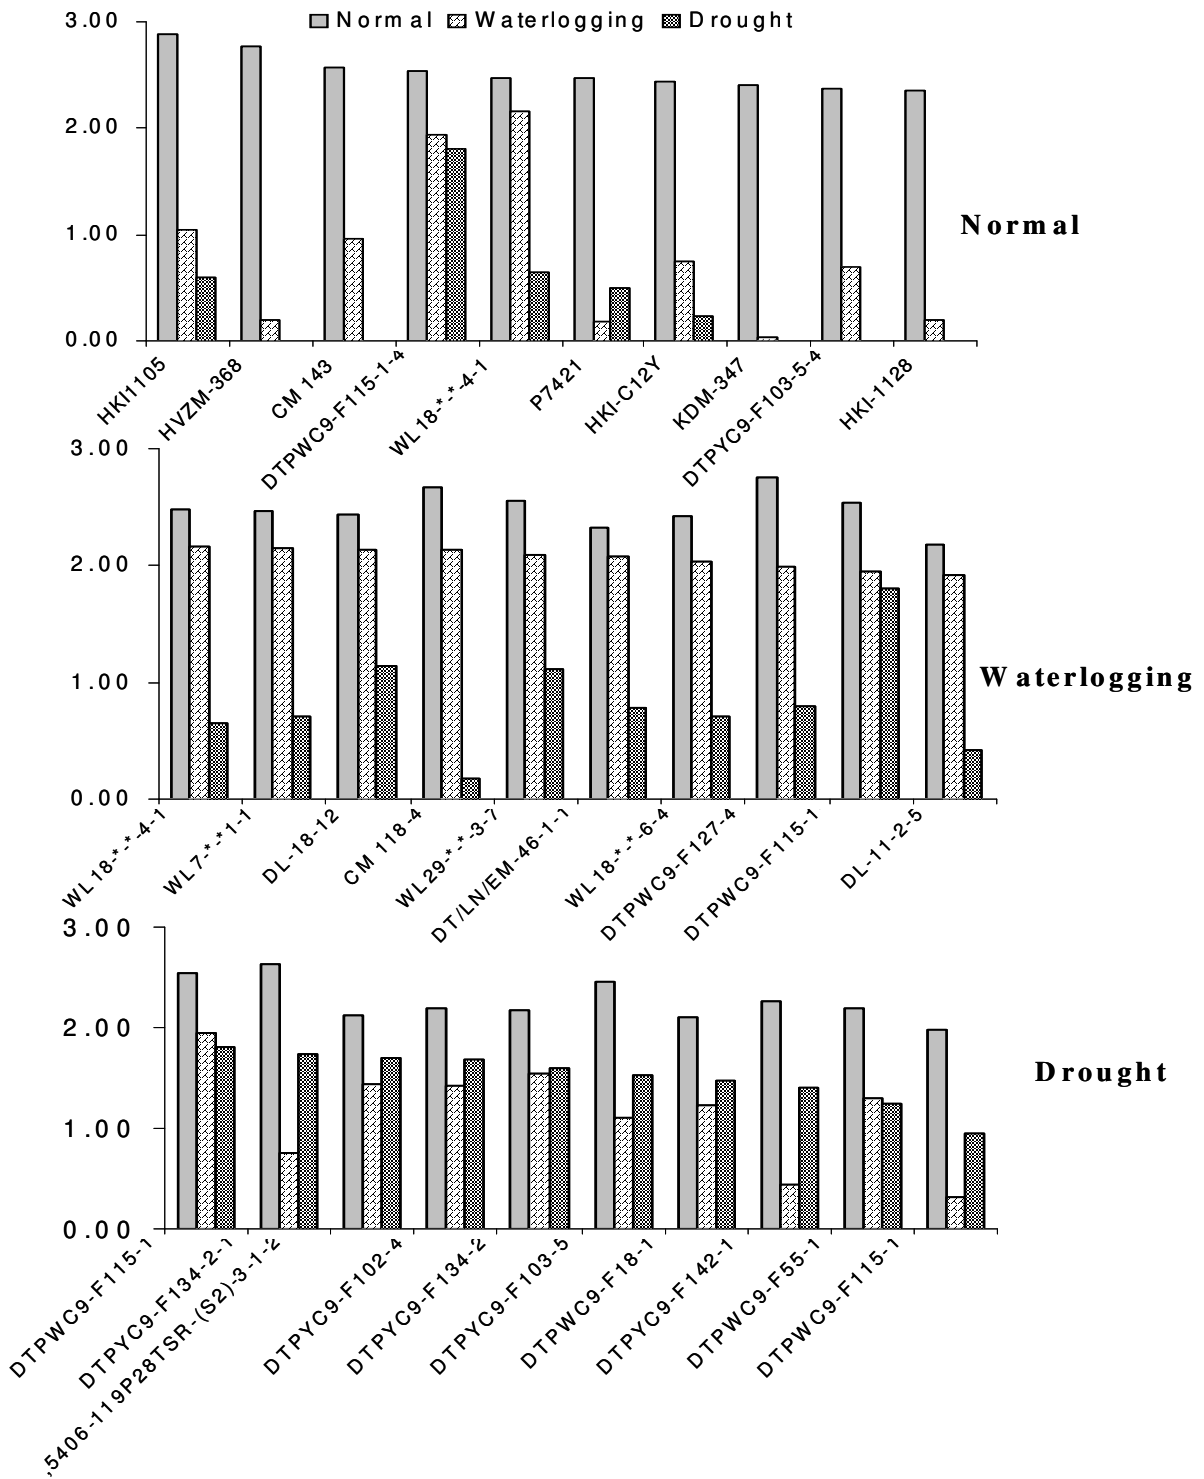 3.00
Normal Waterlogging Drought
2.00
1.00
0.00
Normal
HKI1105
HVZM-368
CM 143
DTPWC9-F115-1-4
WL18-*-*-4-1
P7421
HKI-C12Y
KDM-347
DTPYC9-F103-5-4
HKI-1128
3.00
2.00
1.00
0.00
Waterlogging
WL18-*-*-4-1
WL7-*-*1-1
DL-18-12
CM 118-4
WL29-*-*-3-7
DT/LN/EM-46-1-1
WL18-*-*-6-4
DTPWC9-F127-4
DTPWC9-F115-1
DL-11-2-5
3.00
2.00
1.00
0.00
Drought
DTPWC9-F115-1
DTPYC9-F134-2-1
,5406-119P28TSR-(S2)-3-1-2
DTPYC9-F102-4
DTPYC9-F134-2
DTPYC9-F103-5
DTPWC9-F18-1
DTPYC9-F142-1
DTPWC9-F55-1
DTPWC9-F115-1